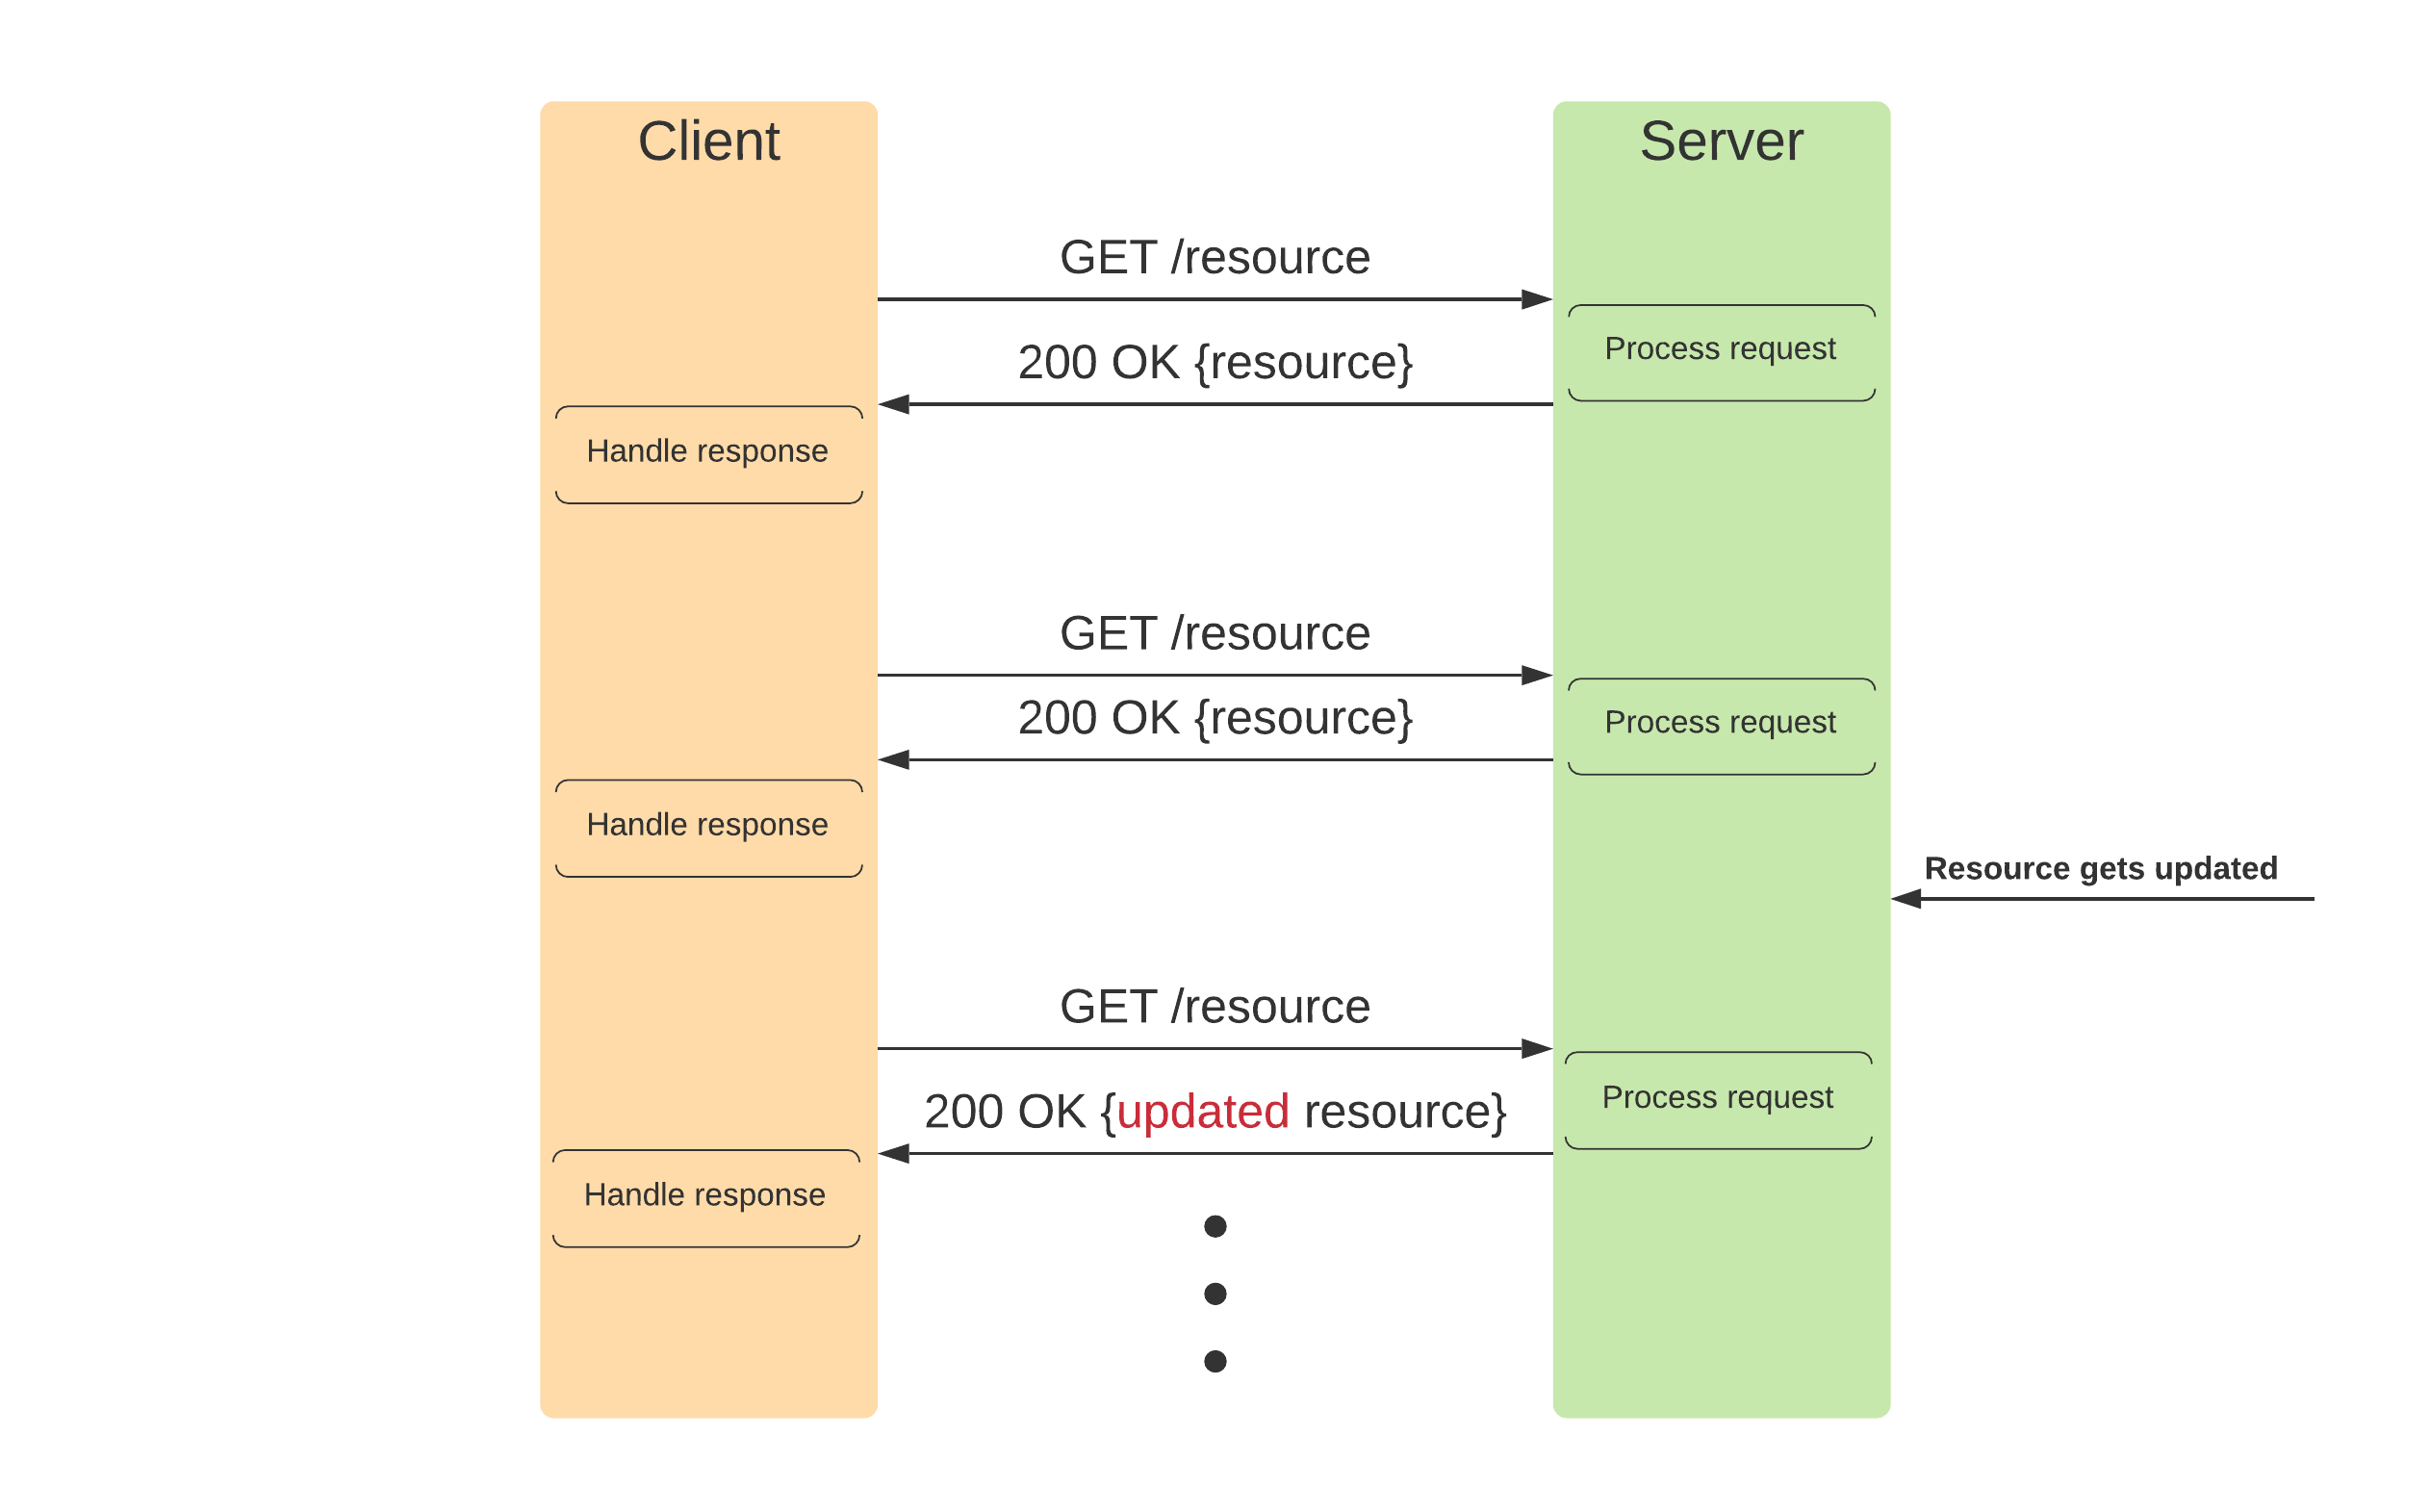 Client
Server
GET /resource
Process request
200 OK {resource}
Handle response
GET /resource
200 OK {resource}
Process request
Handle response
Resource gets updated
GET /resource
Process request
200 OK {updated resource}
Handle response